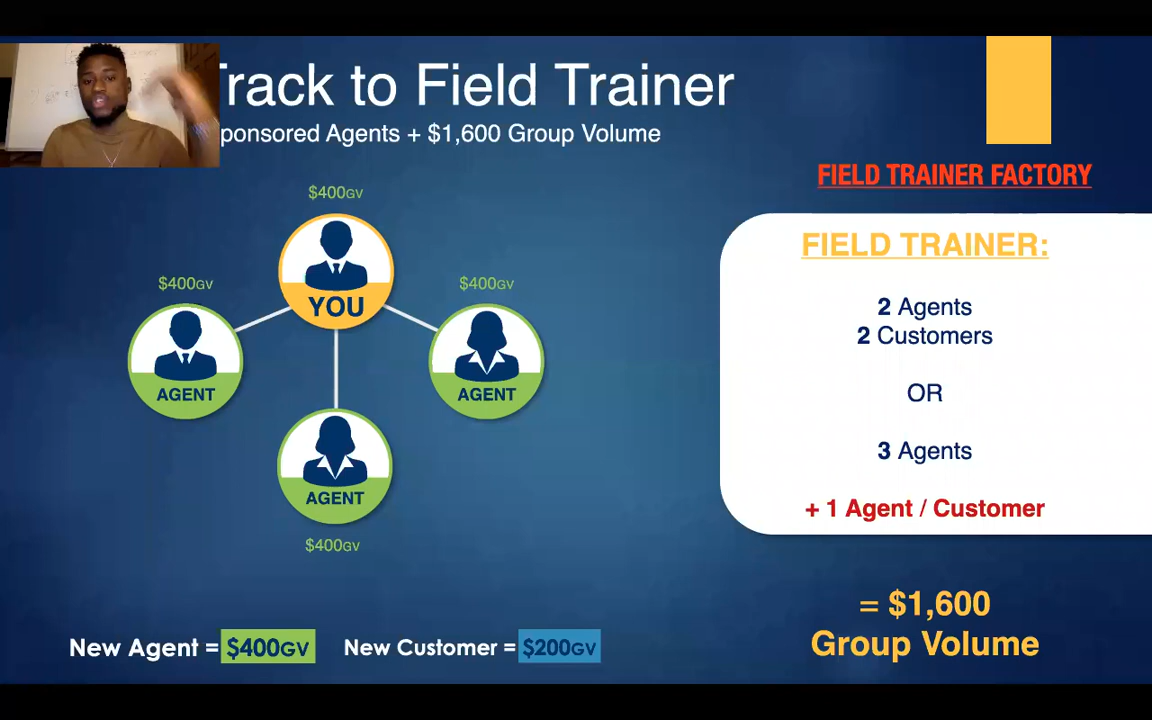 Track to Field Trainer
ponsored Agents + $1,600 Group Volume
FIELD TRAINER FACTORY
$400GV
$400GV
$400GV
YOU
AGENT
AGENT
AGENT
$400GV
FIELD TRAINER:
2 Agents
2 Customers
OR
3 Agents
+ 1 Agent / Customer
= $1,600
Group Volume
New Agent = $400GV
New Customer = $200GV